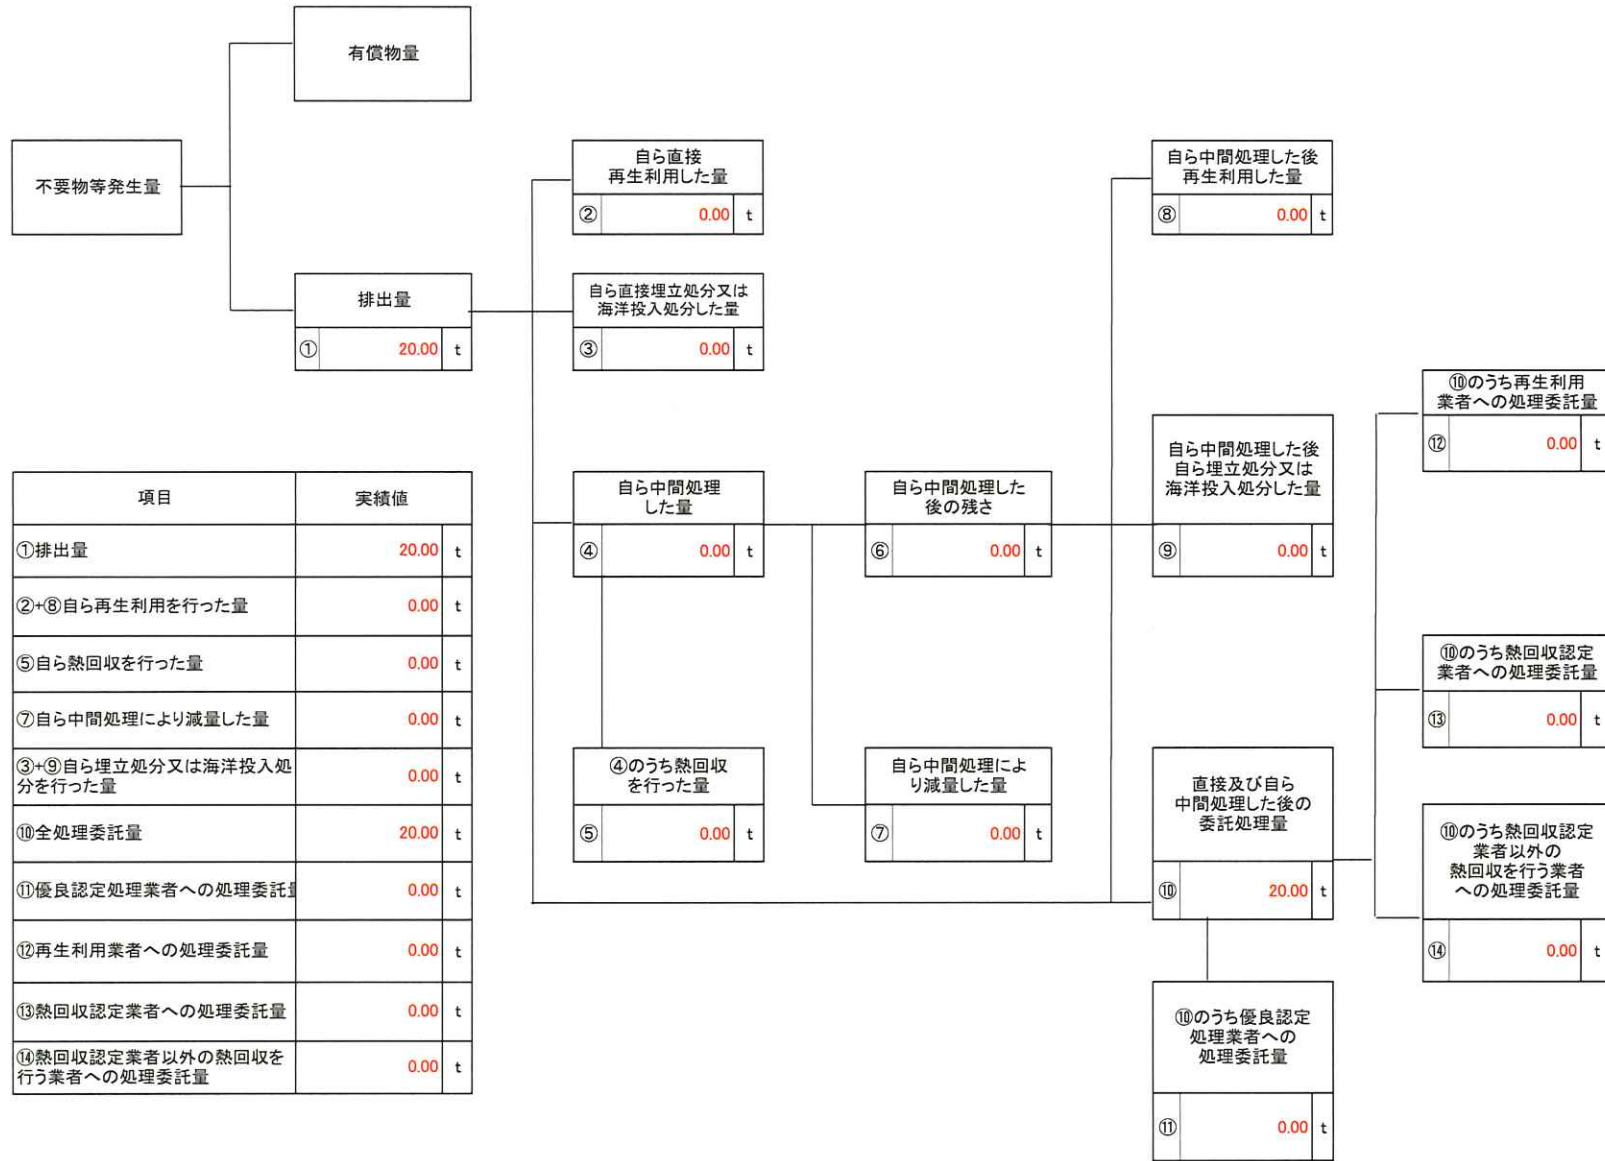 有償物量
不要物等発生量
排出量
① 20.00 t
自ら直接
再生利用した量
② 0.00 t
自ら直接埋立処分又は
海洋投入処分した量
③ 0.00 t
自ら中間処理
した量
④ 0.00 t
④のうち熱回収
を行った量
⑤ 0.00 t
自ら中間処理した
後の残さ
⑥ 0.00 t
自ら中間処理によ
り減量した量
⑦ 0.00 t
自ら中間処理した後
再生利用した量
⑧ 0.00 t
自ら中間処理した後
自ら埋立処分又は
海洋投入処分した量
⑨ 0.00 t
直接及び自ら
中間処理した後の
委託処理量
⑩ 20.00 t
⑩のうち優良認定
処理業者への
処理委託量
⑪ 0.00 t
⑩のうち再生利用
業者への処理委託量
⑫ 0.00 t
⑩のうち熱回収認定
業者への処理委託量
⑬ 0.00 t
⑩のうち熱回収認定
業者以外の
熱回収を行う業者
への処理委託量
⑭ 0.00 t
項目 実績値
①排出量 20.00 t
②+⑧自ら再生利用を行った量 0.00 t
⑤自ら熱回収を行った量 0.00 t
⑦自ら中間処理により減量した量 0.00 t
③+⑨自ら埋立処分又は海洋投入処
分を行った量 0.00 t
⑩全処理委託量 20.00 t
⑪優良認定処理業者への処理委託 0.00 t
⑫再生利用業者への処理委託量 0.00 t
⑬熱回収認定業者への処理委託量 0.00 t
⑭熱回収認定業者以外の熱回収を
行う業者への処理委託量 0.00 t